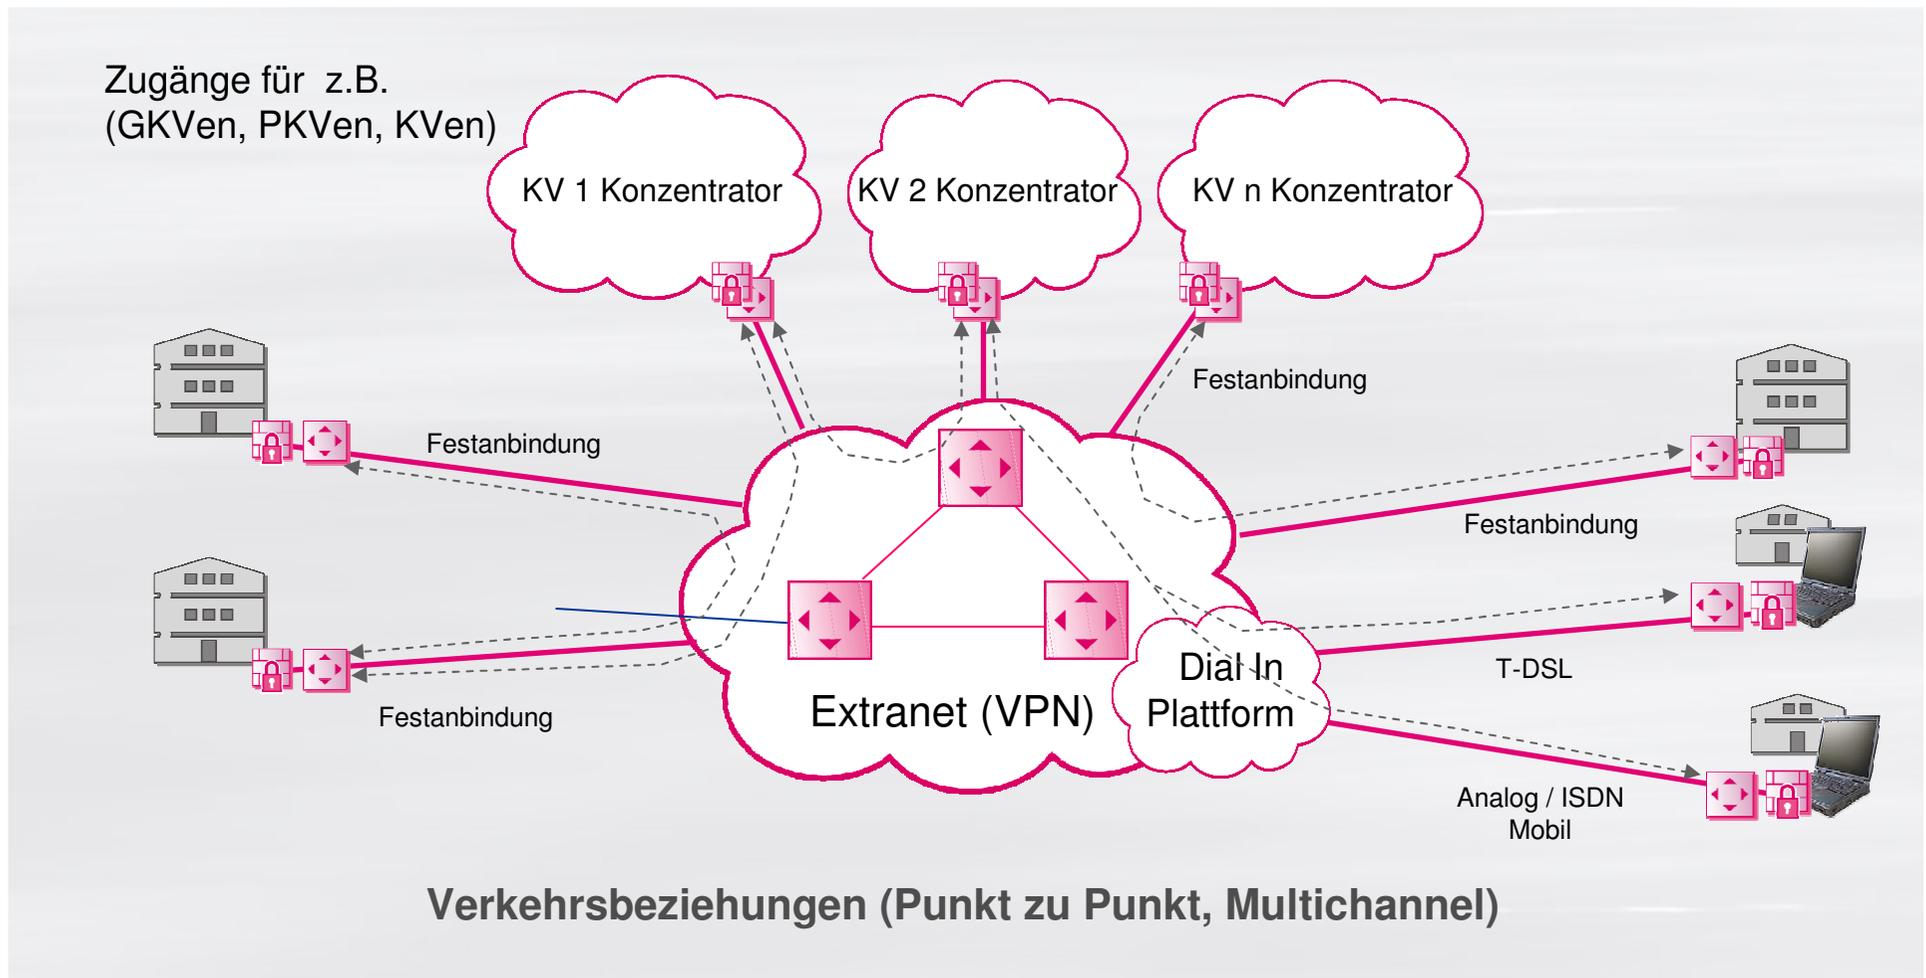 Zugänge für  z.B.
(GKVen, PKVen, KVen)
KV 1 Konzentrator
KV 2 Konzentrator
KV n Konzentrator
Festanbindung
Festanbindung
Festanbindung
T-DSL
Dial In
Plattform
Extranet (VPN)
Festanbindung
Analog / ISDN
Mobil
Verkehrsbeziehungen (Punkt zu Punkt, Multichannel)